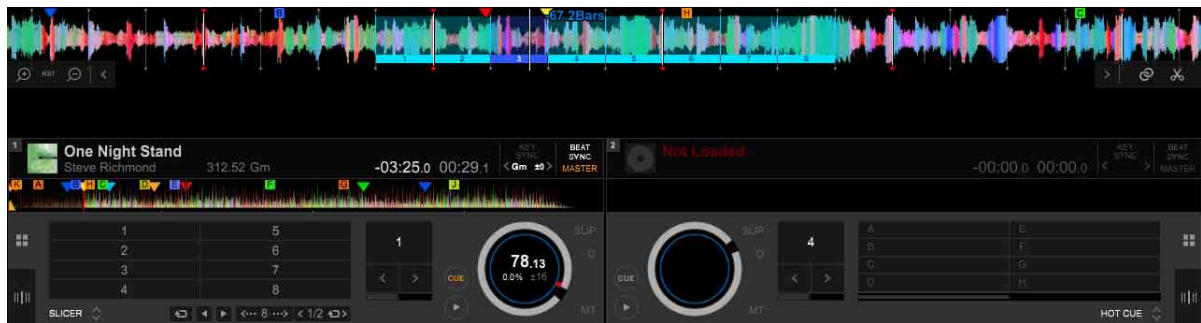 B 67.2Bars H C
1 2 3 4 5 6 7 8
RST
1 One Night Stand
Steve Richmond 312.52 Gm -03:25.0 00:29.1 < Gm ±0 >
KEY SYNC
BEAT SYNC
MASTER
2 Not Loaded.
-00:00.0 00:00.0
KEY SYNC
BEAT SYNC
MASTER
K A B H C D E F G J
1 5
2 6
3 7
4 8
1
SLIP
Q
78.13
0.0% ±16
CUE
MT
SLICER
8
1/2
SLIP
Q
CUE
MT
4
A E
B F
C G
D H
HOT CUE